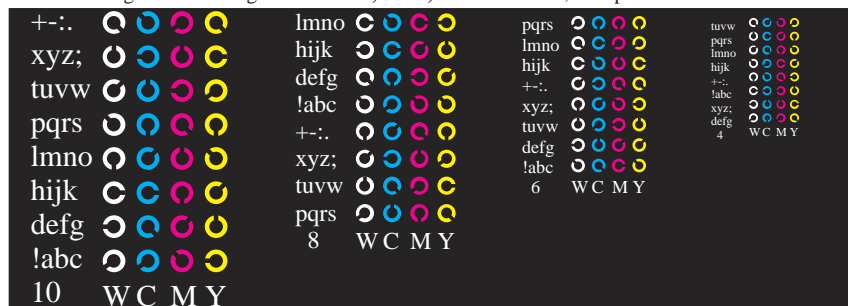 +-:.
xyz;
tuvw
pqrs
lmno
hijk
defg
!abc
10 W C M Y
lmno
hijk
defg
!abc
+-:.
xyz;
tuvw
pqrs
8 W C M Y
pqrs
lmno
hijk
+-:.
xyz;
tuvw
defg
!abc
6 W C M Y
tuvw
pqrs
lmno
hijk
+-:.
!abc
xyz;
defg
4 W C M Y